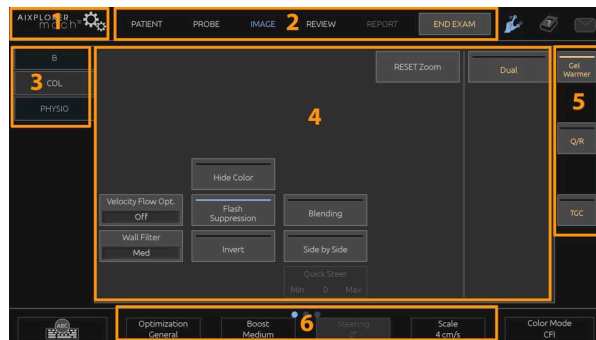 AIXPLORER
mach
1
PATIENT
PROBE
IMAGE
2
REVIEW
REPORT
END EXAM
B
3
COL
PHYSIO
RESET Zoom
Dual
Gel
Warmer
5
4
Q/R
Hide Color
Velocity Flow Opt.
Off
Flash
Suppression
Blending
TGC
Wall Filter
Med
Invert
Side by Side
Quick Steer
Min 0 Max
ABC
Optimization
General
Boost
Medium
6
Steering
0°
Scale
4 cm/s
Color Mode
CFI